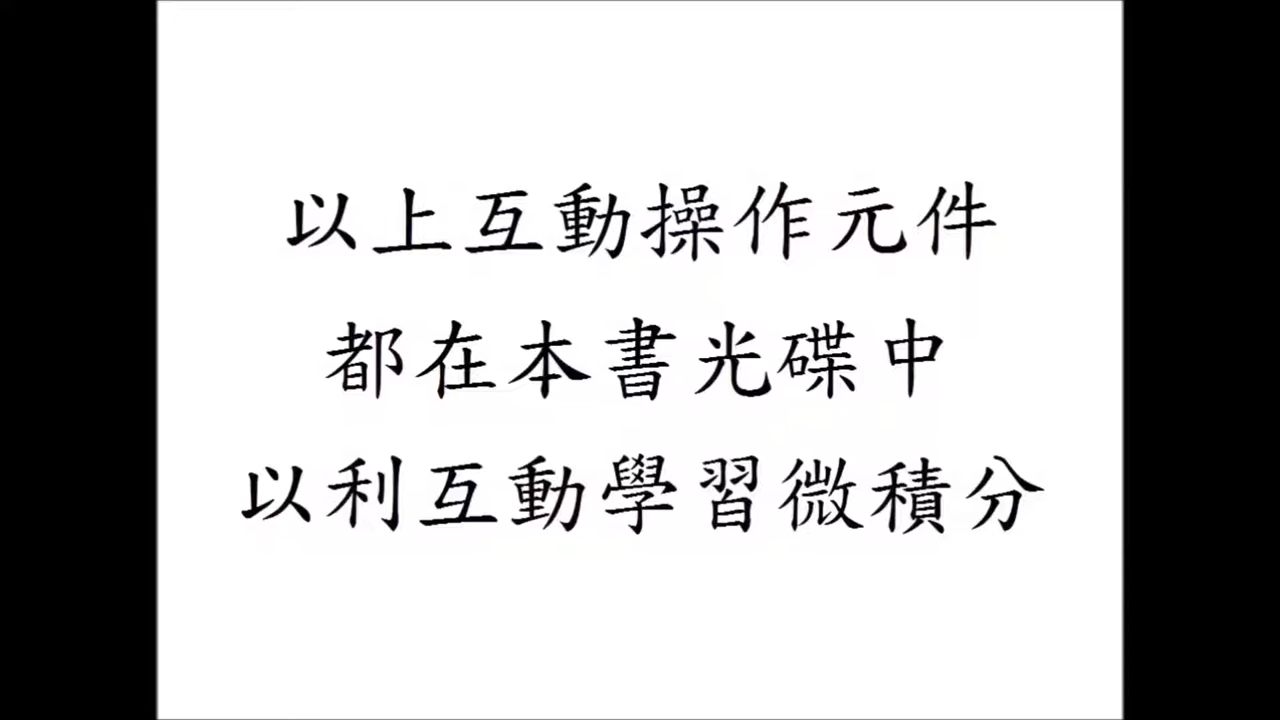 以上互動操作元件
都在本書光碟中
以利互動學習微積分